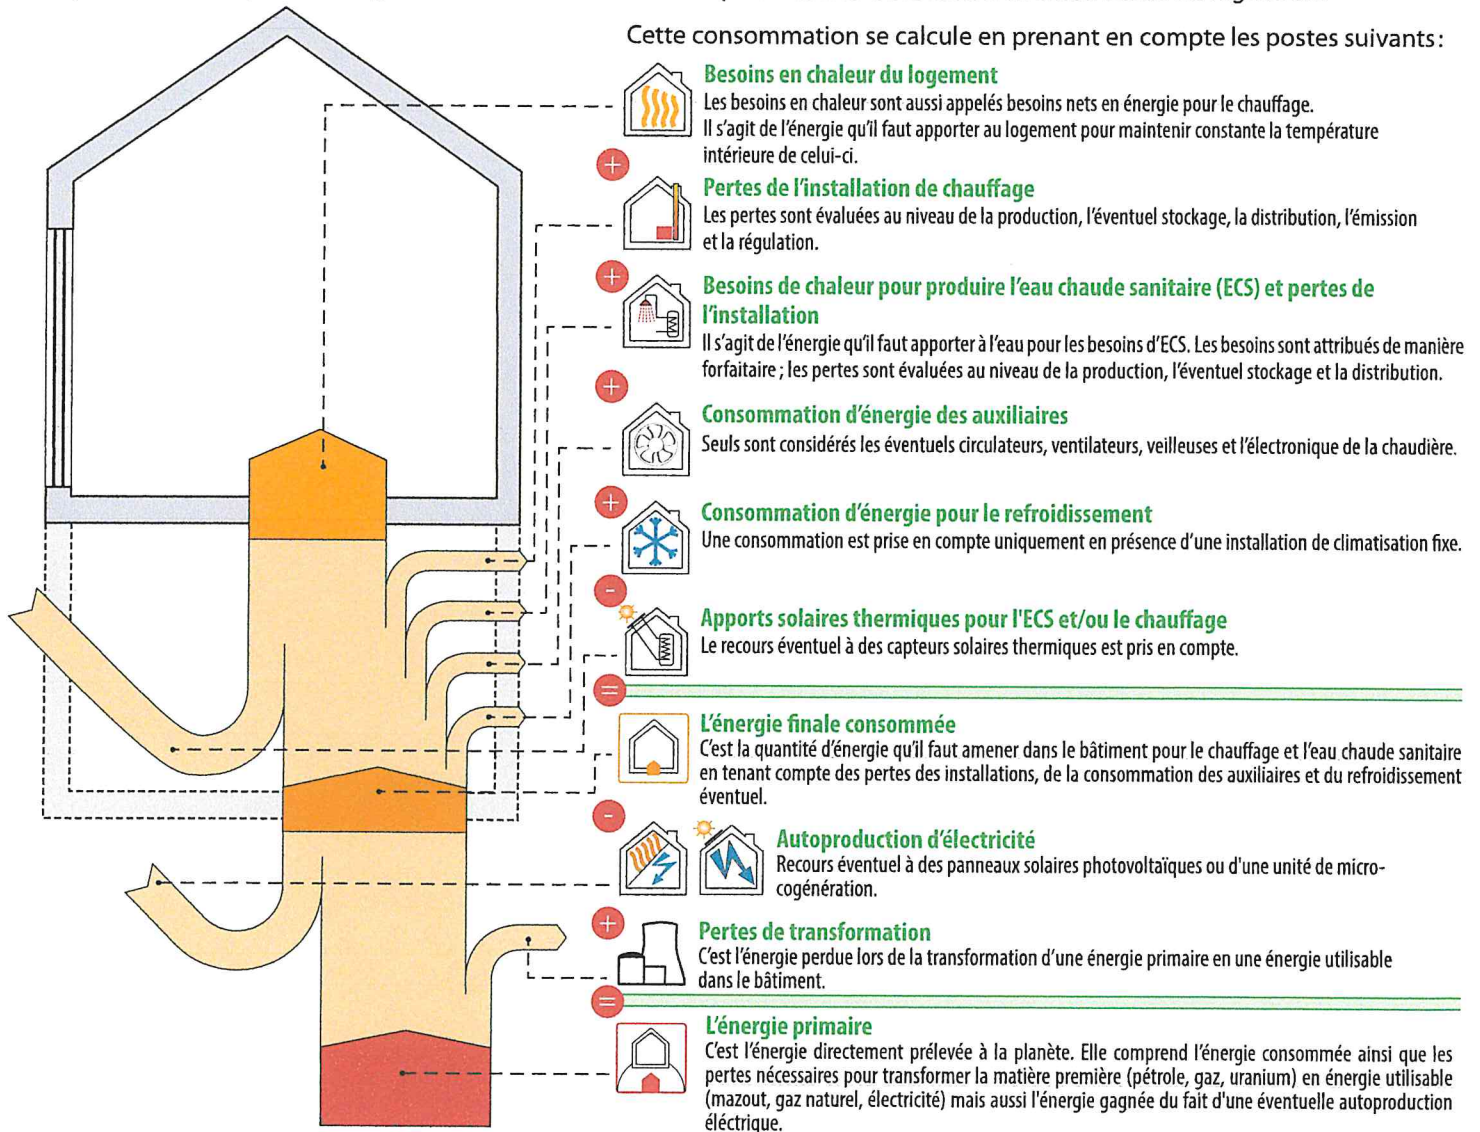 Cette consommation se calcule en prenant en compte les postes suivants:
Besoins en chaleur du logement
Les besoins en chaleur sont aussi appelés besoins nets en énergie pour le chauffage.
Il s'agit de l'énergie qu'il faut apporter au logement pour maintenir constante la température
intérieure de celui-ci.
+
Pertes de l'installation de chauffage
Les pertes sont évaluées au niveau de la production, l'éventuel stockage, la distribution, l'émission
et la régulation.
+
Besoins de chaleur pour produire l'eau chaude sanitaire (ECS) et pertes de
l'installation
Il s'agit de l'énergie qu'il faut apporter à l'eau pour les besoins d'ECS. Les besoins sont attribués de manière
forfaitaire ; les pertes sont évaluées au niveau de la production, l'éventuel stockage et la distribution.
+
Consommation d'énergie des auxiliaires
Seuls sont considérés les éventuels circulateurs, ventilateurs, veilleuses et l'électronique de la chaudière.
+
Consommation d'énergie pour le refroidissement
Une consommation est prise en compte uniquement en présence d'une installation de climatisation fixe.
-
Apports solaires thermiques pour l'ECS et/ou le chauffage
Le recours éventuel à des capteurs solaires thermiques est pris en compte.
=
L'énergie finale consommée
C'est la quantité d'énergie qu'il faut amener dans le bâtiment pour le chauffage et l'eau chaude sanitaire
en tenant compte des pertes des installations, de la consommation des auxiliaires et du refroidissement
éventuel.
-
Autoproduction d'électricité
Recours éventuel à des panneaux solaires photovoltaïques ou d'une unité de micro-
cogénération.
+
Pertes de transformation
C'est l'énergie perdue lors de la transformation d'une énergie primaire en une énergie utilisable
dans le bâtiment.
=
L'énergie primaire
C'est l'énergie directement prélevée à la planète. Elle comprend l'énergie consommée ainsi que les
pertes nécessaires pour transformer la matière première (pétrole, gaz, uranium) en énergie utilisable
(mazout, gaz naturel, électricité) mais aussi l'énergie gagnée du fait d'une éventuelle autoproduction
éléctrique.